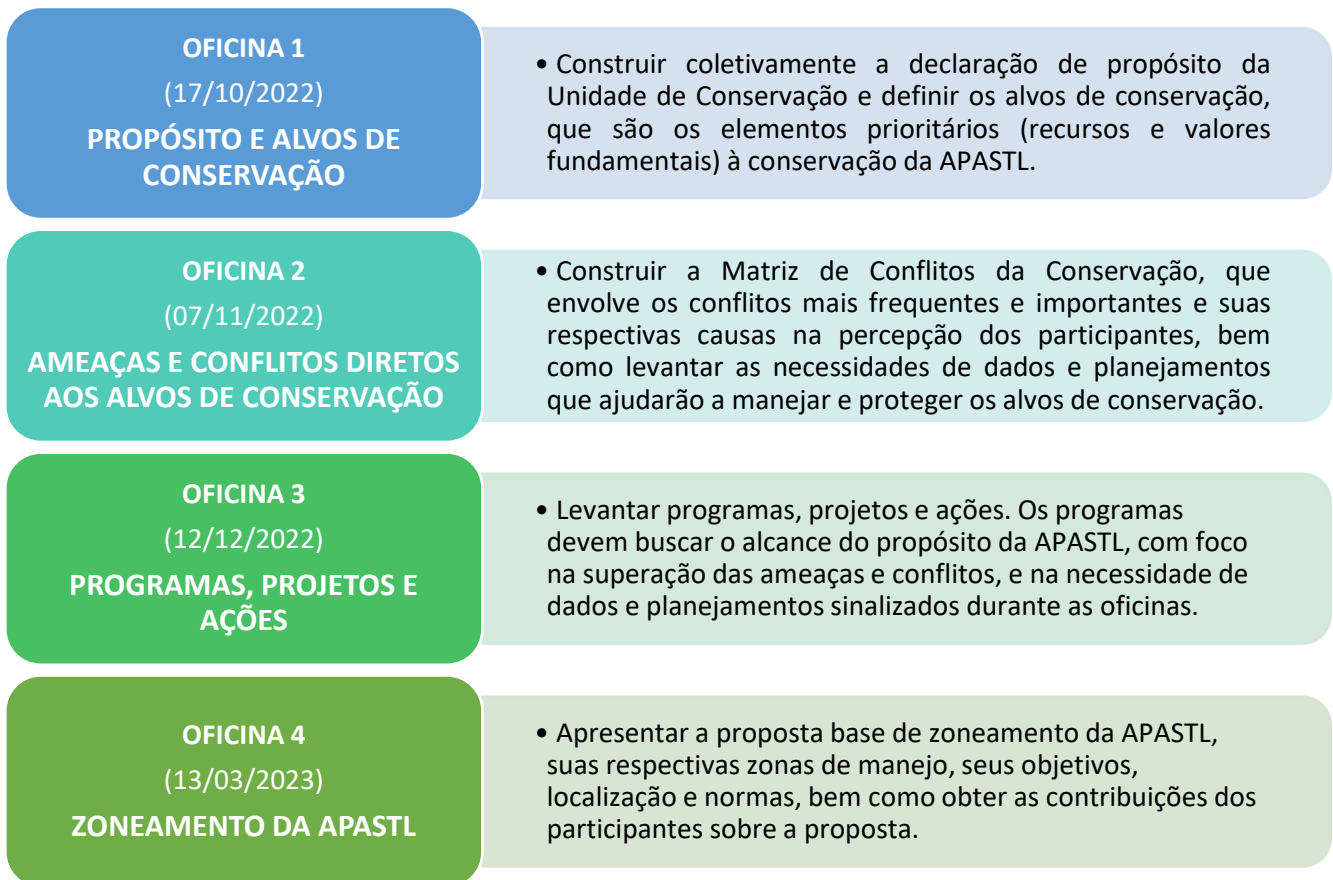 OFICINA 1
(17/10/2022)
PROPÓSITO E ALVOS DE
CONSERVAÇÃO
• Construir coletivamente a declaração de propósito da
Unidade de Conservação e definir os alvos de conservação,
que são os elementos prioritários (recursos e valores
fundamentais) à conservação da APASTL.
OFICINA 2
(07/11/2022)
AMEAÇAS E CONFLITOS DIRETOS
AOS ALVOS DE CONSERVAÇÃO
• Construir a Matriz de Conflitos da Conservação, que
envolve os conflitos mais frequentes e importantes e suas
respectivas causas na percepção dos participantes, bem
como levantar as necessidades de dados e planejamentos
que ajudarão a manejar e proteger os alvos de conservação.
OFICINA 3
(12/12/2022)
PROGRAMAS, PROJETOS E
AÇÕES
• Levantar programas, projetos e ações. Os programas
devem buscar o alcance do propósito da APASTL, com foco
na superação das ameaças e conflitos, e na necessidade de
dados e planejamentos sinalizados durante as oficinas.
OFICINA 4
(13/03/2023)
ZONEAMENTO DA APASTL
• Apresentar a proposta base de zoneamento da APASTL,
suas respectivas zonas de manejo, seus objetivos,
localização e normas, bem como obter as contribuições dos
participantes sobre a proposta.